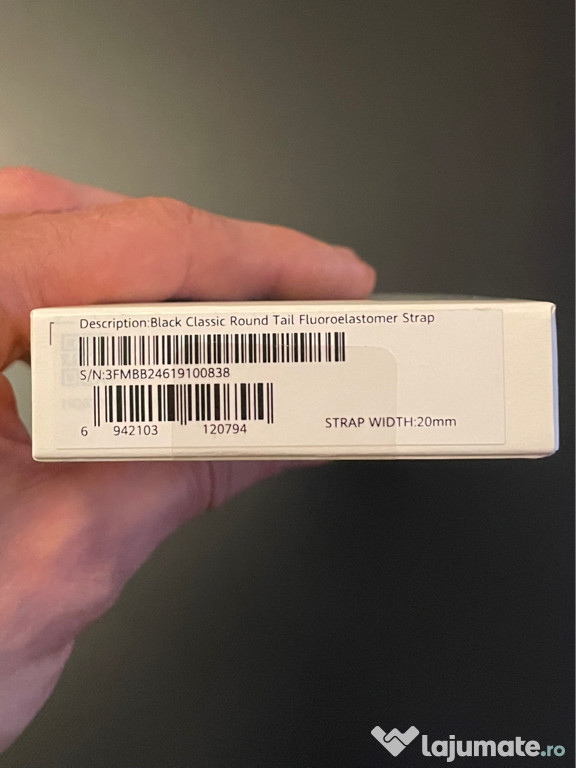 Description:Black Classic Round Tail Fluoroelastomer Strap
S/N:3FMBB24619100838
6 942103 120794
STRAP WIDTH:20mm
lajumate.ro